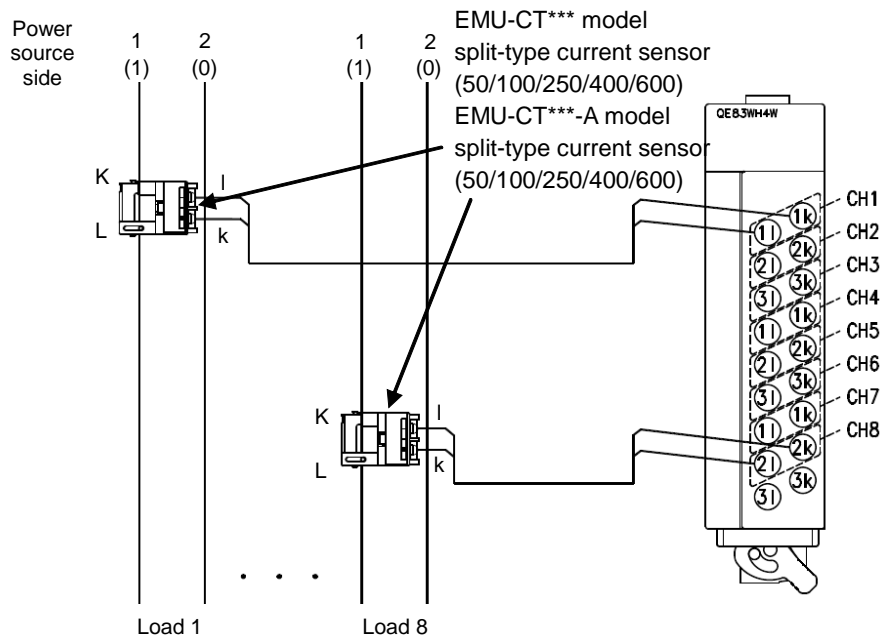 Power
source
side
1 2
(1) (0)
1 2
(1) (0)
EMU-CT*** model
split-type current sensor
(50/100/250/400/600)
EMU-CT***-A model
split-type current sensor
(50/100/250/400/600)
QE83WH4W
K
L
l
k
K
L
l
k
1k
1l
2k
2l
3k
3l
1k
1l
2k
2l
3k
3l
1k
1l
2k
2l
3k
3l
CH1
CH2
CH3
CH4
CH5
CH6
CH7
CH8
. . .
Load 1
Load 8